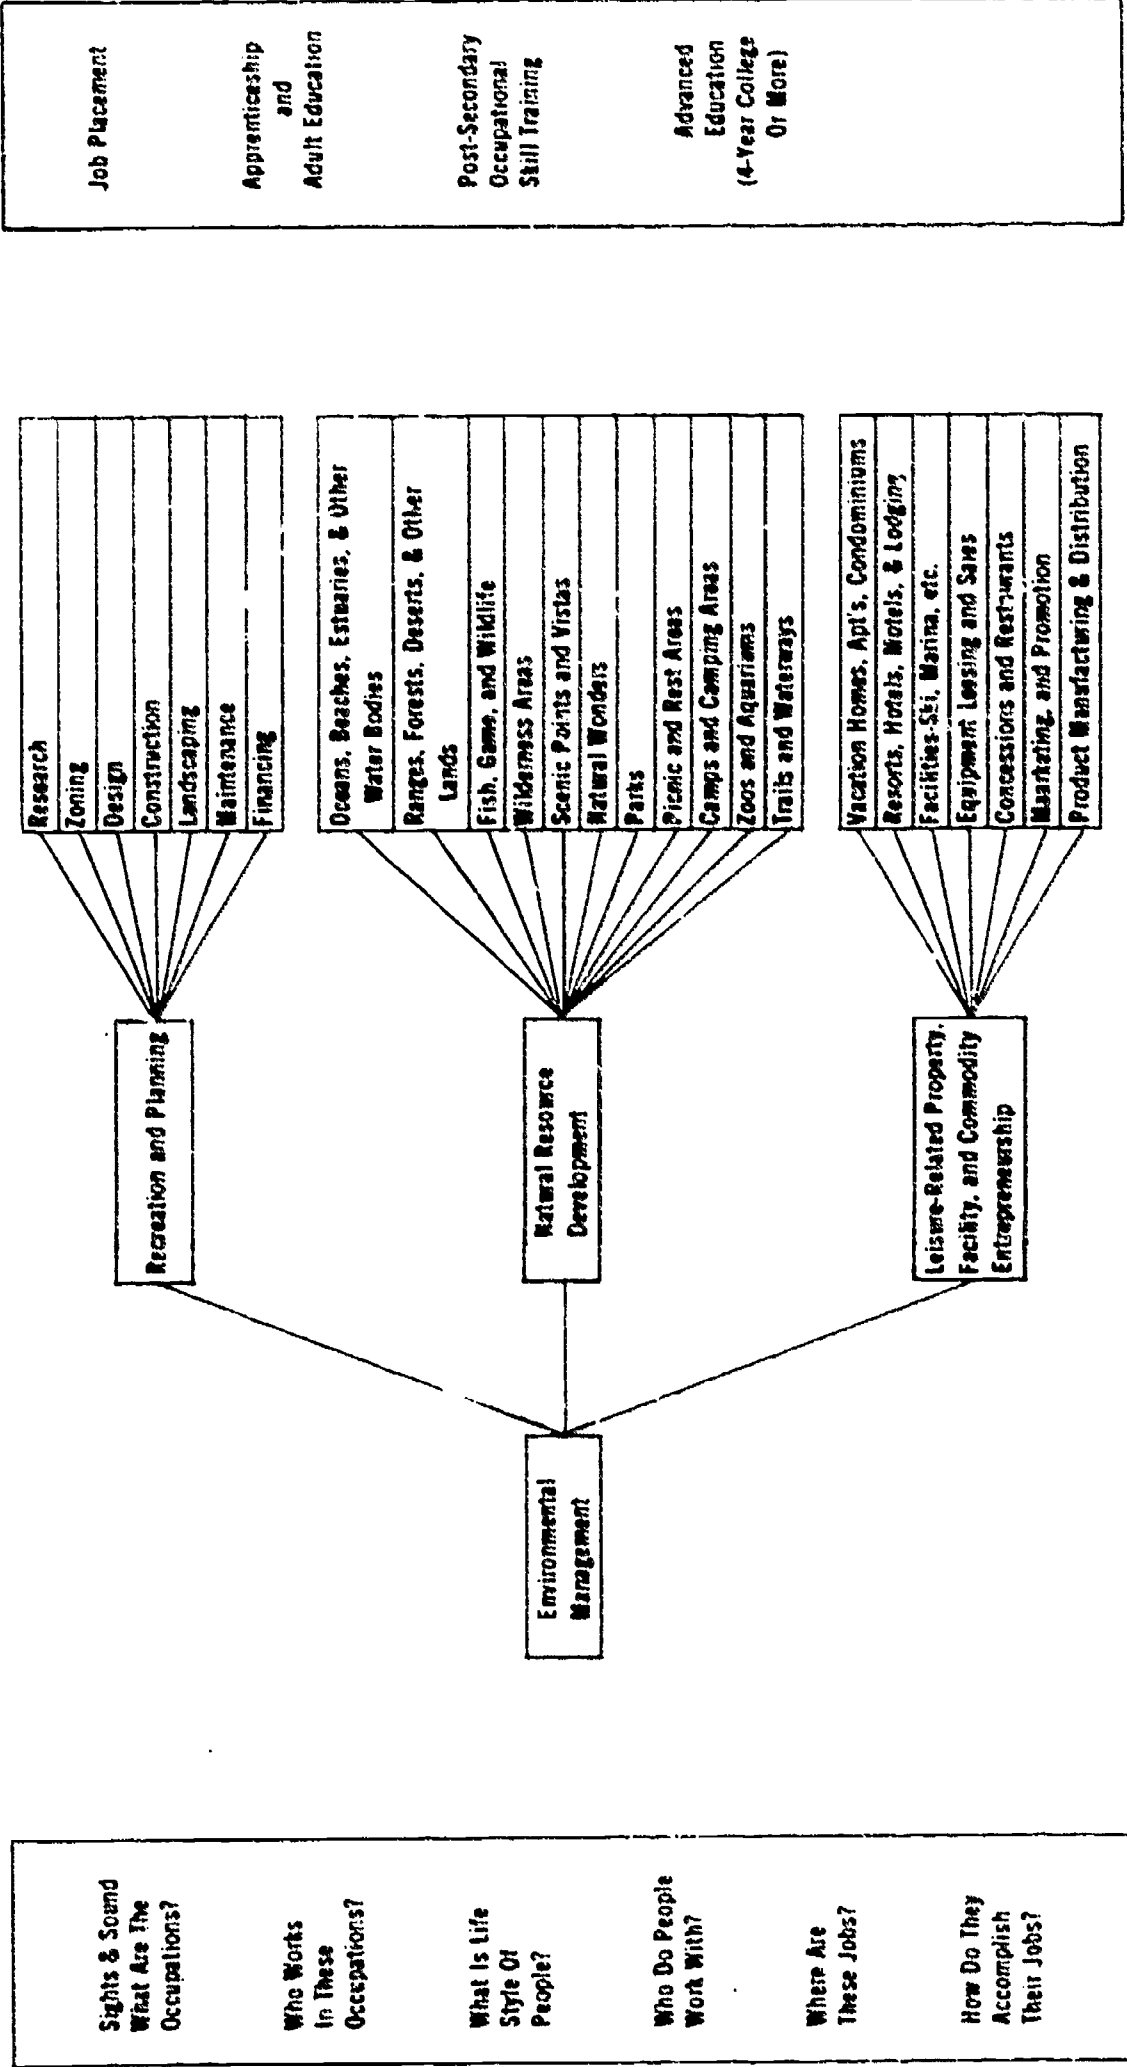 Sights & Sound
What Are The
Occupations?
Who Works
In These
Occupations?
What Is Life
Style Of
People?
Who Do People
Work With?
Where Are
These Jobs?
How Do They
Accomplish
Their Jobs?
Environmental
Management
Recreation and Planning
Natural Resource
Development
Leisure-Related Property,
Facility, and Commodity
Entrepreneurship
Research
Zoning
Design
Construction
Landscaping
Maintenance
Financing
Oceans, Beaches, Estuaries, & Other
Water Bodies
Ranges, Forests, Deserts, & Other
Lands
Fish, Game, and Wildlife
Wilderness Areas
Scenic Points and Vistas
Natural Wonders
Parks
Picnic and Rest Areas
Camps and Camping Areas
Zoos and Aquariums
Trails and Waterways
Vacation Homes, Apt's, Condominiums
Resorts, Hotels, Motels, & Lodging
Facilities-Ski, Marina, etc.
Equipment Leasing and Sales
Concessions and Restaurants
Maarketing, and Promotion
Product Manufacturing & Distribution
Job Placement
Apprenticeship
and
Adult Education
Post-Secondary
Occupational
Skill Training
Advanced
Education
(4-Year College
Or More)